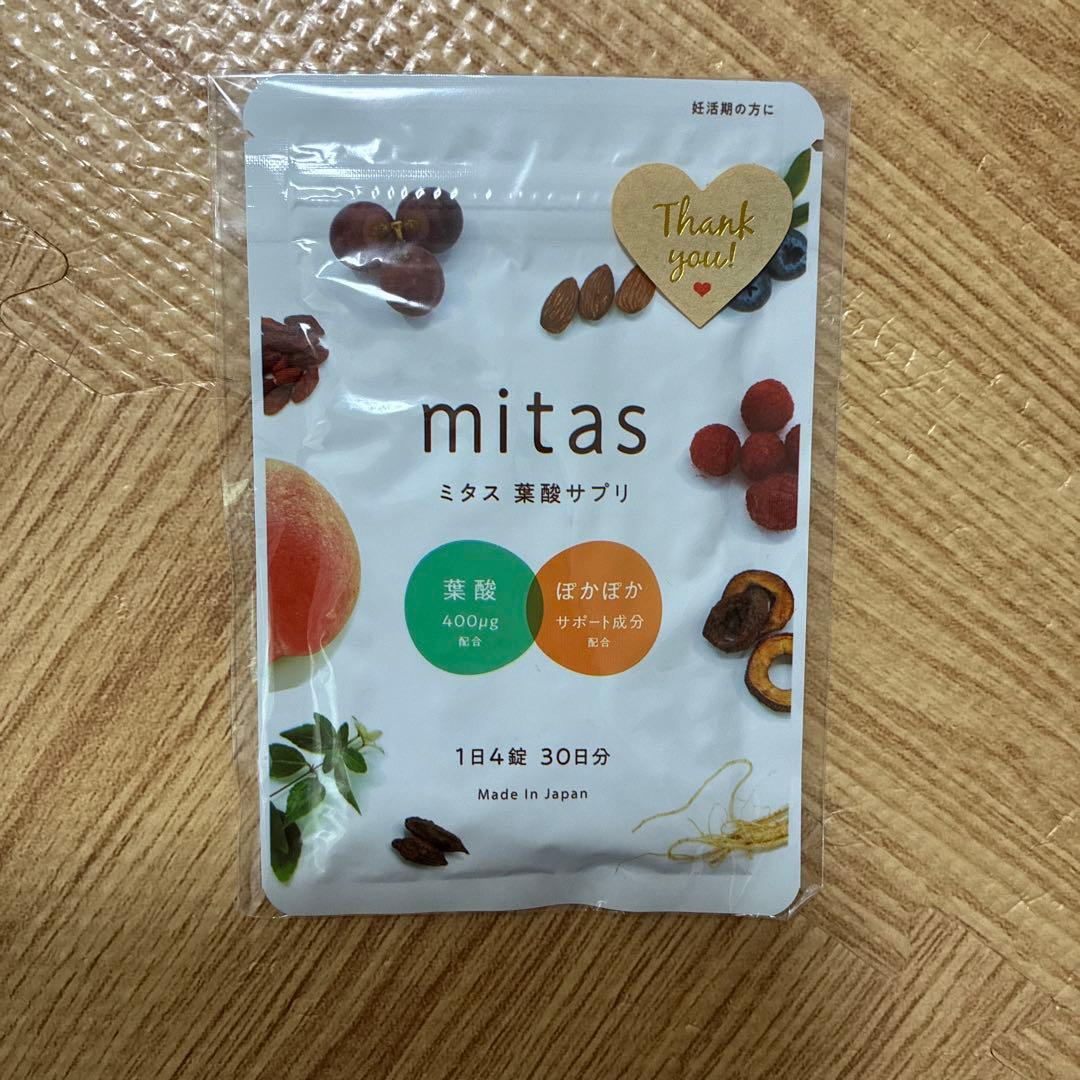 妊活期の方に
Thank
you!
mitas
ミタス 葉酸サプリ
葉酸
400μg
配合
ぽかぽか
サポート成分
配合
1日4錠 30日分
Made In Japan